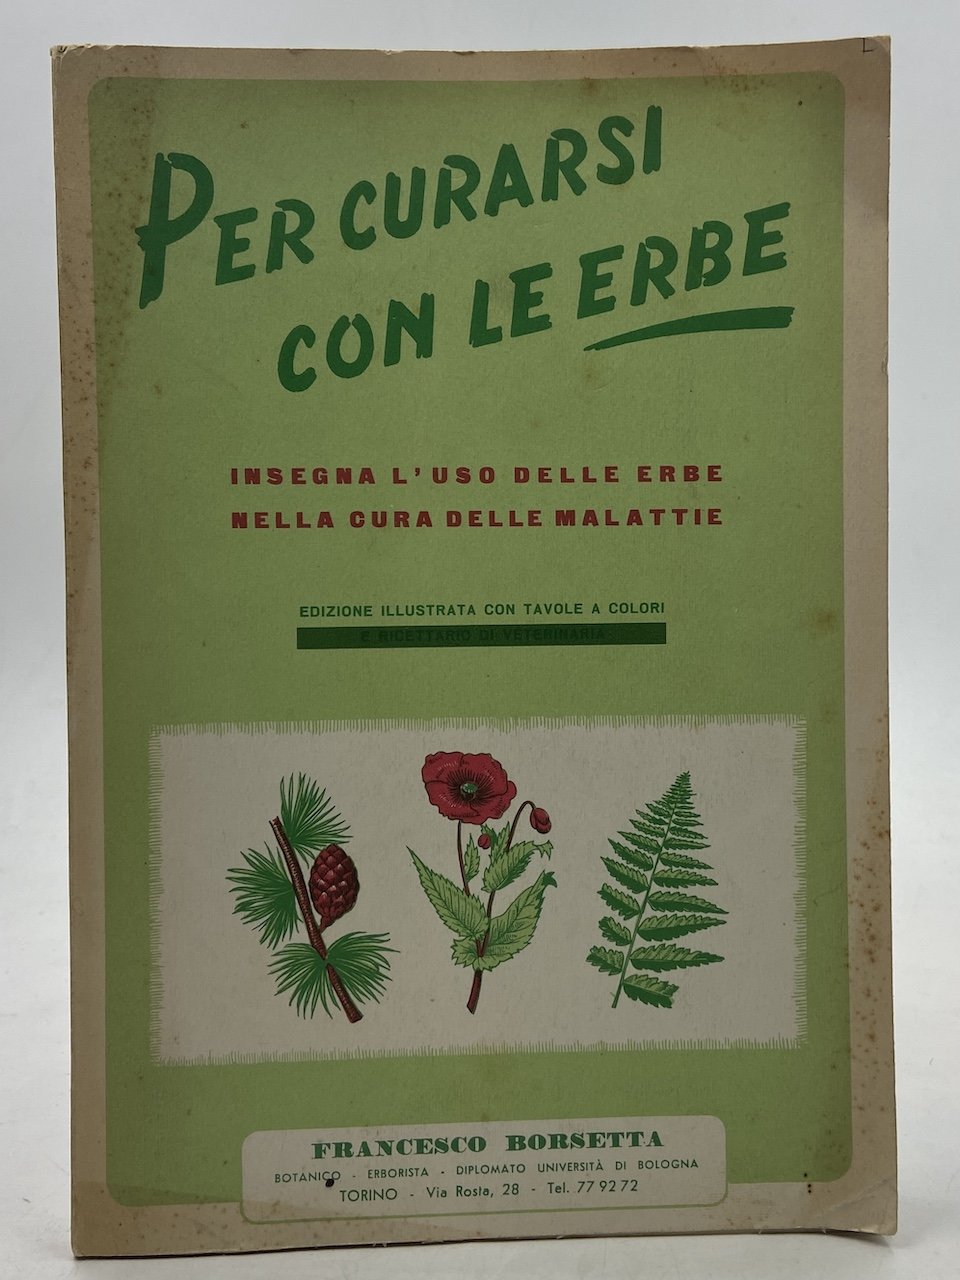 PER CURARSI
CON LE ERBE
INSEGNA L'USO DELLE ERBE
NELLA CURA DELLE MALATTIE
EDIZIONE ILLUSTRATA CON TAVOLE A COLORI
E RICETTARIO DI VETERINARIA
FRANCESCO BORSETTA
BOTANICO - ERBORISTA - DIPLOMATO UNIVERSITÀ DI BOLOGNA
TORINO - Via Rosta, 28 - Tel. 77 92 72